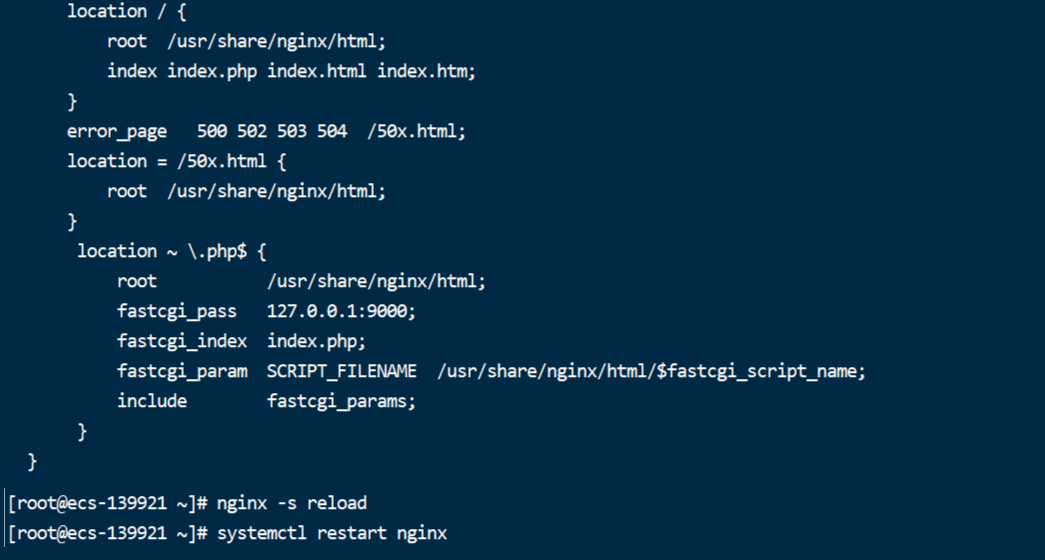 location / {
root  /usr/share/nginx/html;
index index.php index.html index.htm;
}
error_page   500 502 503 504  /50x.html;
location = /50x.html {
root  /usr/share/nginx/html;
}
location ~ \.php$ {
root           /usr/share/nginx/html;
fastcgi_pass   127.0.0.1:9000;
fastcgi_index  index.php;
fastcgi_param  SCRIPT_FILENAME  /usr/share/nginx/html/$fastcgi_script_name;
include        fastcgi_params;
}
}
[root@ecs-139921 ~]# nginx -s reload
[root@ecs-139921 ~]# systemctl restart nginx